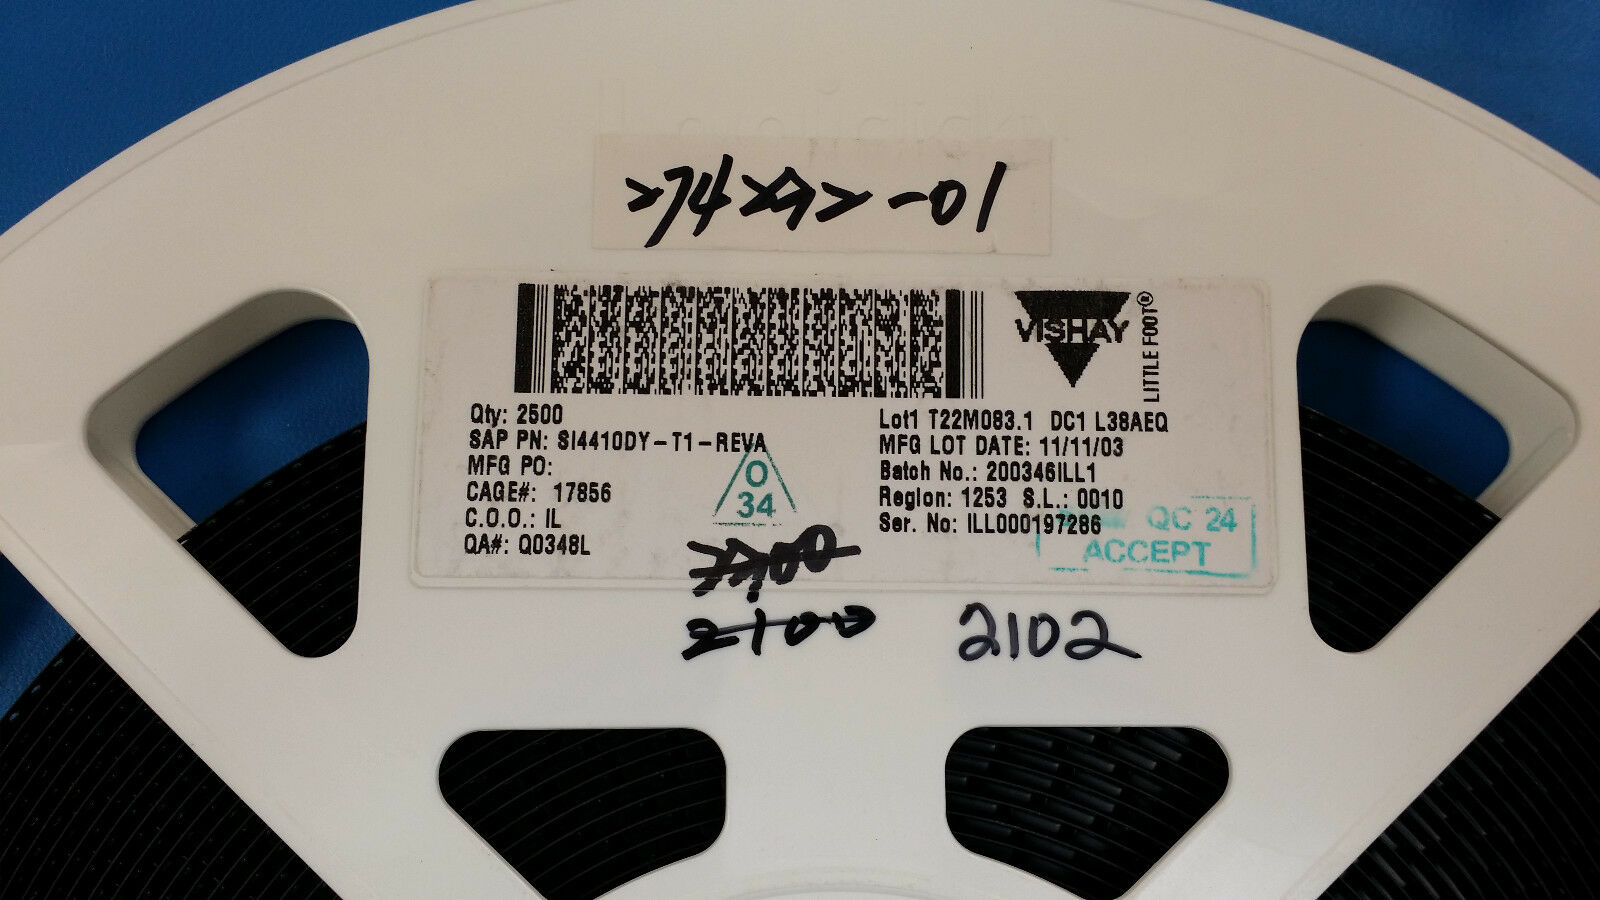 274272-01
VISHAY
LITTLE FOOT®
Qty: 2500
SAP PN: SI4410DY-T1-REVA
MFG PO:
CAGE#: 17856
C.O.O.: IL
QA#: Q0348L
Lot1 T22M083.1 DC1 L38AEQ
MFG LOT DATE: 11/11/03
Batch No.: 200346ILL1
Region: 1253 S.L.: 0010
Ser. No: ILL000197286
O
34
QC 24
ACCEPT
2100
2102